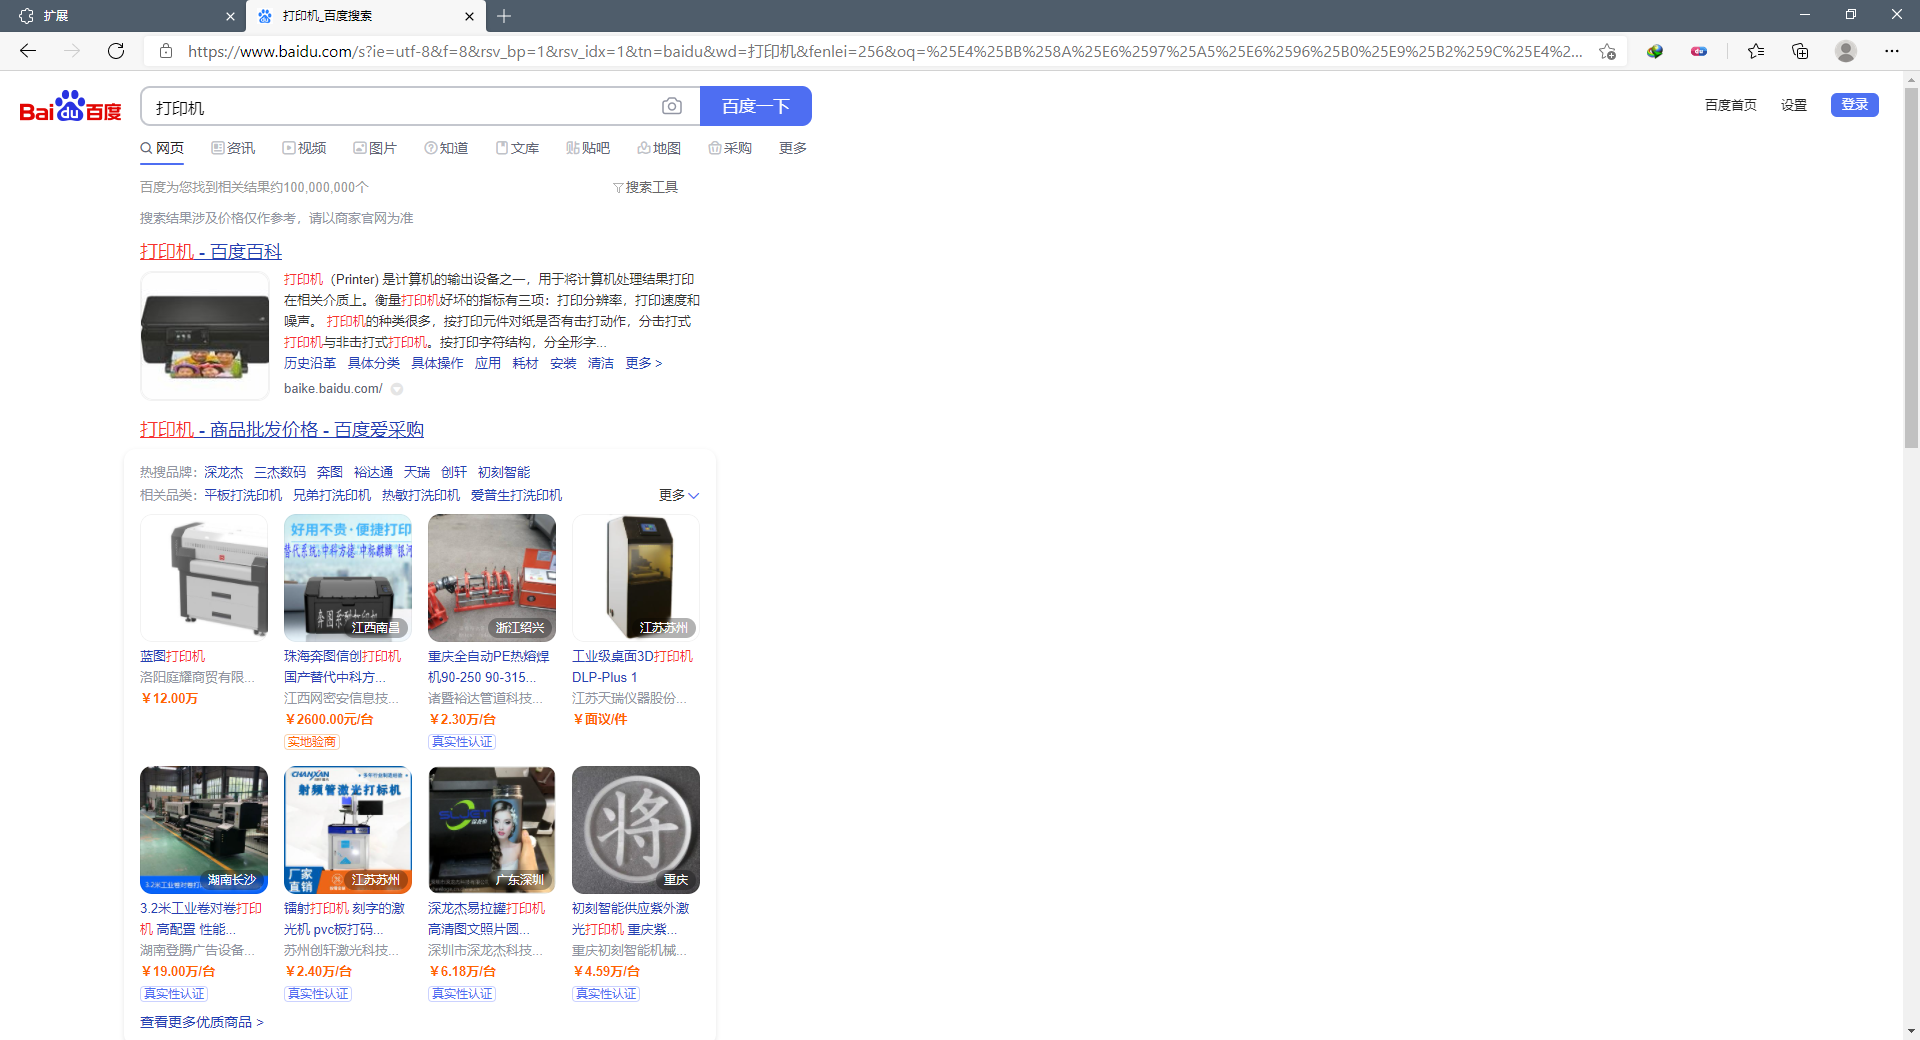 扩展
打印机_百度搜索
https://www.baidu.com/s?ie=utf-8&f=8&rsv_bp=1&rsv_idx=1&tn=baidu&wd=打印机&fenlei=256&oq=%25E4%25BB%258A%25E6%2597%25A5%25E6%2596%25B0%25E9%25B2%259C%25E4%2...
Bai du 百度
打印机
百度一下
百度首页 设置 登录
网页 资讯 视频 图片 知道 文库 贴吧 地图 采购 更多
百度为您找到相关结果约100,000,000个
搜索工具
搜索结果涉及价格仅作参考，请以商家官网为准
打印机 - 百度百科
打印机（Printer) 是计算机的输出设备之一，用于将计算机处理结果打印
在相关介质上。衡量打印机好坏的指标有三项：打印分辨率，打印速度和
噪声。 打印机的种类很多，按打印元件对纸是否有击打动作，分击打式
打印机与非击打式打印机。按打印字符结构，分全形字...
历史沿革 具体分类 具体操作 应用 耗材 安装 清洁 更多 >
baike.baidu.com/
打印机 - 商品批发价格 - 百度爱采购
热搜品牌： 深龙杰 三杰数码 奔图 裕达通 天瑞 创轩 初刻智能
相关品类： 平板打洗印机 兄弟打洗印机 热敏打洗印机 爱普生打洗印机 更多
好用不贵·便捷打印
替代系统:中科方德 中标麒麟 银河
奔图系列打印机
江西南昌
浙江绍兴
江苏苏州
蓝图打印机
洛阳庭耀商贸有限...
￥12.00万
珠海奔图信创打印机
国产替代中科方...
江西网密安信息技...
￥2600.00元/台
实地验商
重庆全自动PE热熔焊
机90-250 90-315...
诸暨裕达管道科技...
￥2.30万/台
真实性认证
工业级桌面3D打印机
DLP-Plus 1
江苏天瑞仪器股份...
￥面议/件
3.2米工业卷对卷打
湖南长沙
CHANXAN
射频管激光打标机
厂家
直销
江苏苏州
广东深圳
将
重庆
3.2米工业卷对卷打印
机 高配置 性能...
湖南登腾广告设备...
￥19.00万/台
真实性认证
镭射打印机 刻字的激
光机 pvc板打码...
苏州创轩激光科技...
￥2.40万/台
真实性认证
深龙杰易拉罐打印机
高清图文照片圆...
深圳市深龙杰科技...
￥6.18万/台
真实性认证
初刻智能供应紫外激
光打印机 重庆紫...
重庆初刻智能机械...
￥4.59万/台
真实性认证
查看更多优质商品 >